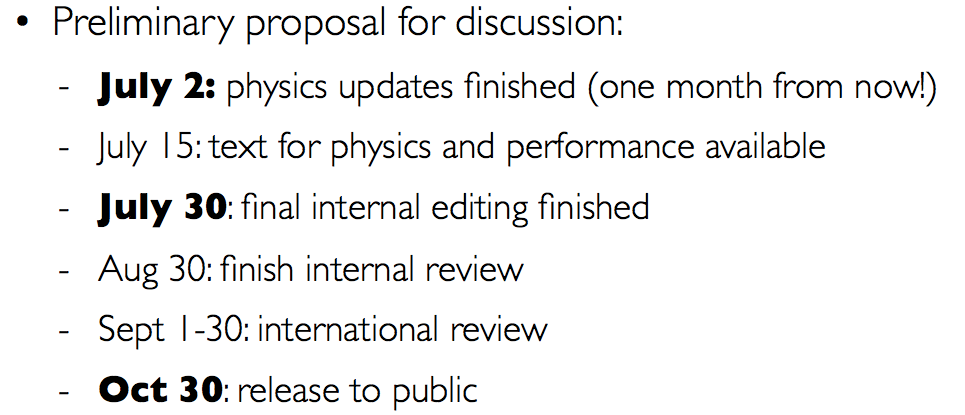 • Preliminary proposal for discussion:
- July 2: physics updates finished (one month from now!)
- July 15: text for physics and performance available
- July 30: final internal editing finished
- Aug 30: finish internal review
- Sept 1-30: international review
- Oct 30: release to public